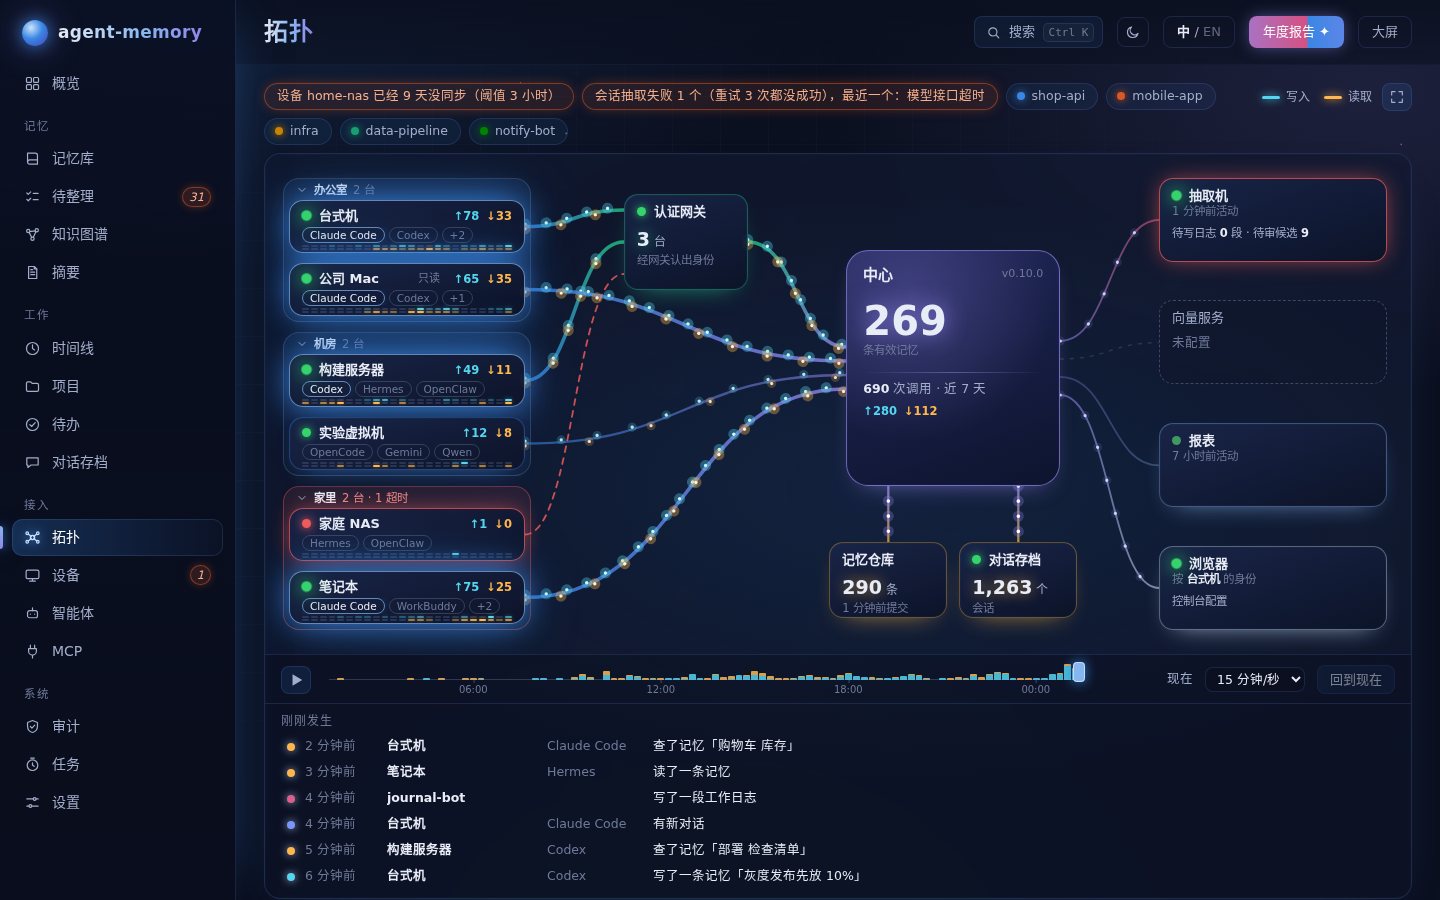 agent-memory
概览
记忆
记忆库
待整理 31
知识图谱
摘要
工作
时间线
项目
待办
对话存档
接入
拓扑
设备 1
智能体
MCP
系统
审计
任务
设置
拓扑
搜索 Ctrl K
中 / EN
年度报告 ✦
大屏
设备 home-nas 已经 9 天没同步（阈值 3 小时）
会话抽取失败 1 个（重试 3 次都没成功），最近一个：模型接口超时
shop-api
mobile-app
写入
读取
infra
data-pipeline
notify-bot
办公室 2 台
台式机 ↑78 ↓33
Claude Code Codex +2
公司 Mac 只读 ↑65 ↓35
Claude Code Codex +1
机房 2 台
构建服务器 ↑49 ↓11
Codex Hermes OpenClaw
实验虚拟机 ↑12 ↓8
OpenCode Gemini Qwen
家里 2 台 · 1 超时
家庭 NAS ↑1 ↓0
Hermes OpenClaw
笔记本 ↑75 ↓25
Claude Code WorkBuddy +2
认证网关
3 台
经网关认出身份
中心 v0.10.0
269
条有效记忆
690 次调用 · 近 7 天
↑280 ↓112
记忆仓库
290 条
1 分钟前提交
对话存档
1,263 个
会话
抽取机
1 分钟前活动
待写日志 0 段 · 待审候选 9
向量服务
未配置
报表
7 小时前活动
浏览器
按 台式机 的身份
控制台配置
06:00 12:00 18:00 00:00
现在
15 分钟/秒
回到现在
刚刚发生
2 分钟前 台式机 Claude Code 查了记忆「购物车 库存」
3 分钟前 笔记本 Hermes 读了一条记忆
4 分钟前 journal-bot 写了一段工作日志
4 分钟前 台式机 Claude Code 有新对话
5 分钟前 构建服务器 Codex 查了记忆「部署 检查清单」
6 分钟前 台式机 Codex 写了一条记忆「灰度发布先放 10%」